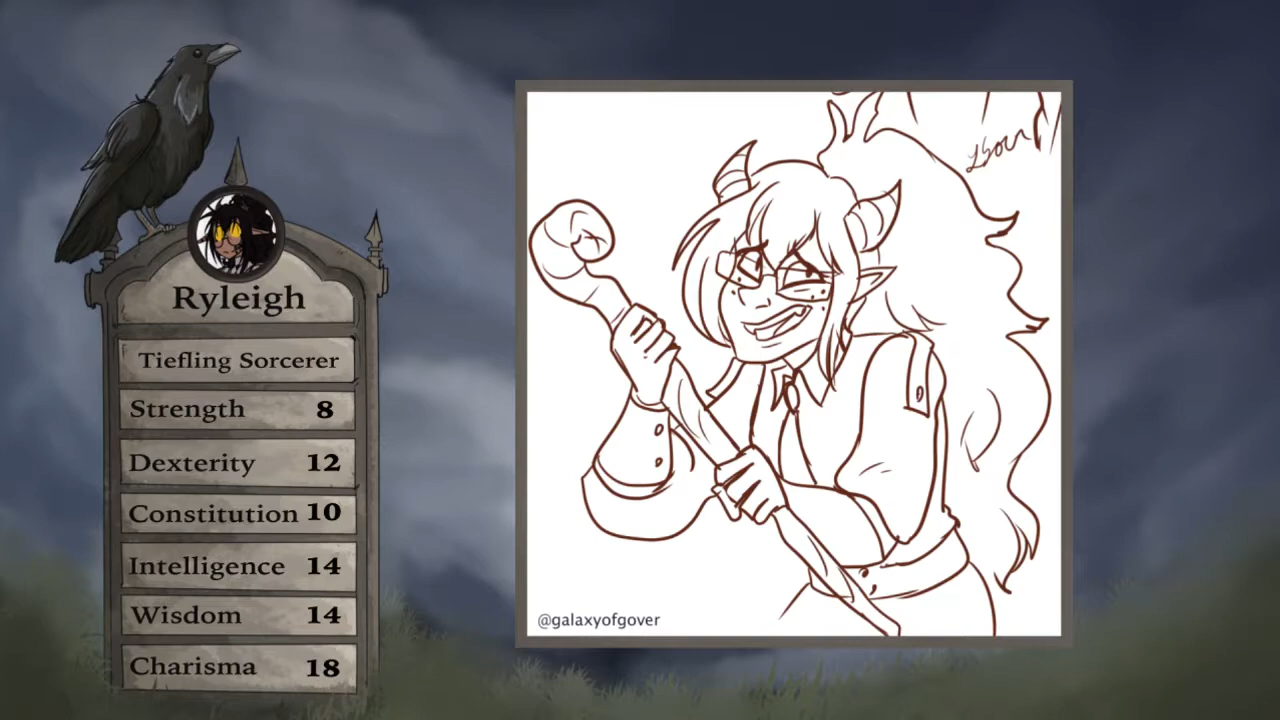 Ryleigh
Tiefling Sorcerer
Strength 8
Dexterity 12
Constitution 10
Intelligence 14
Wisdom 14
Charisma 18
@galaxyofgover